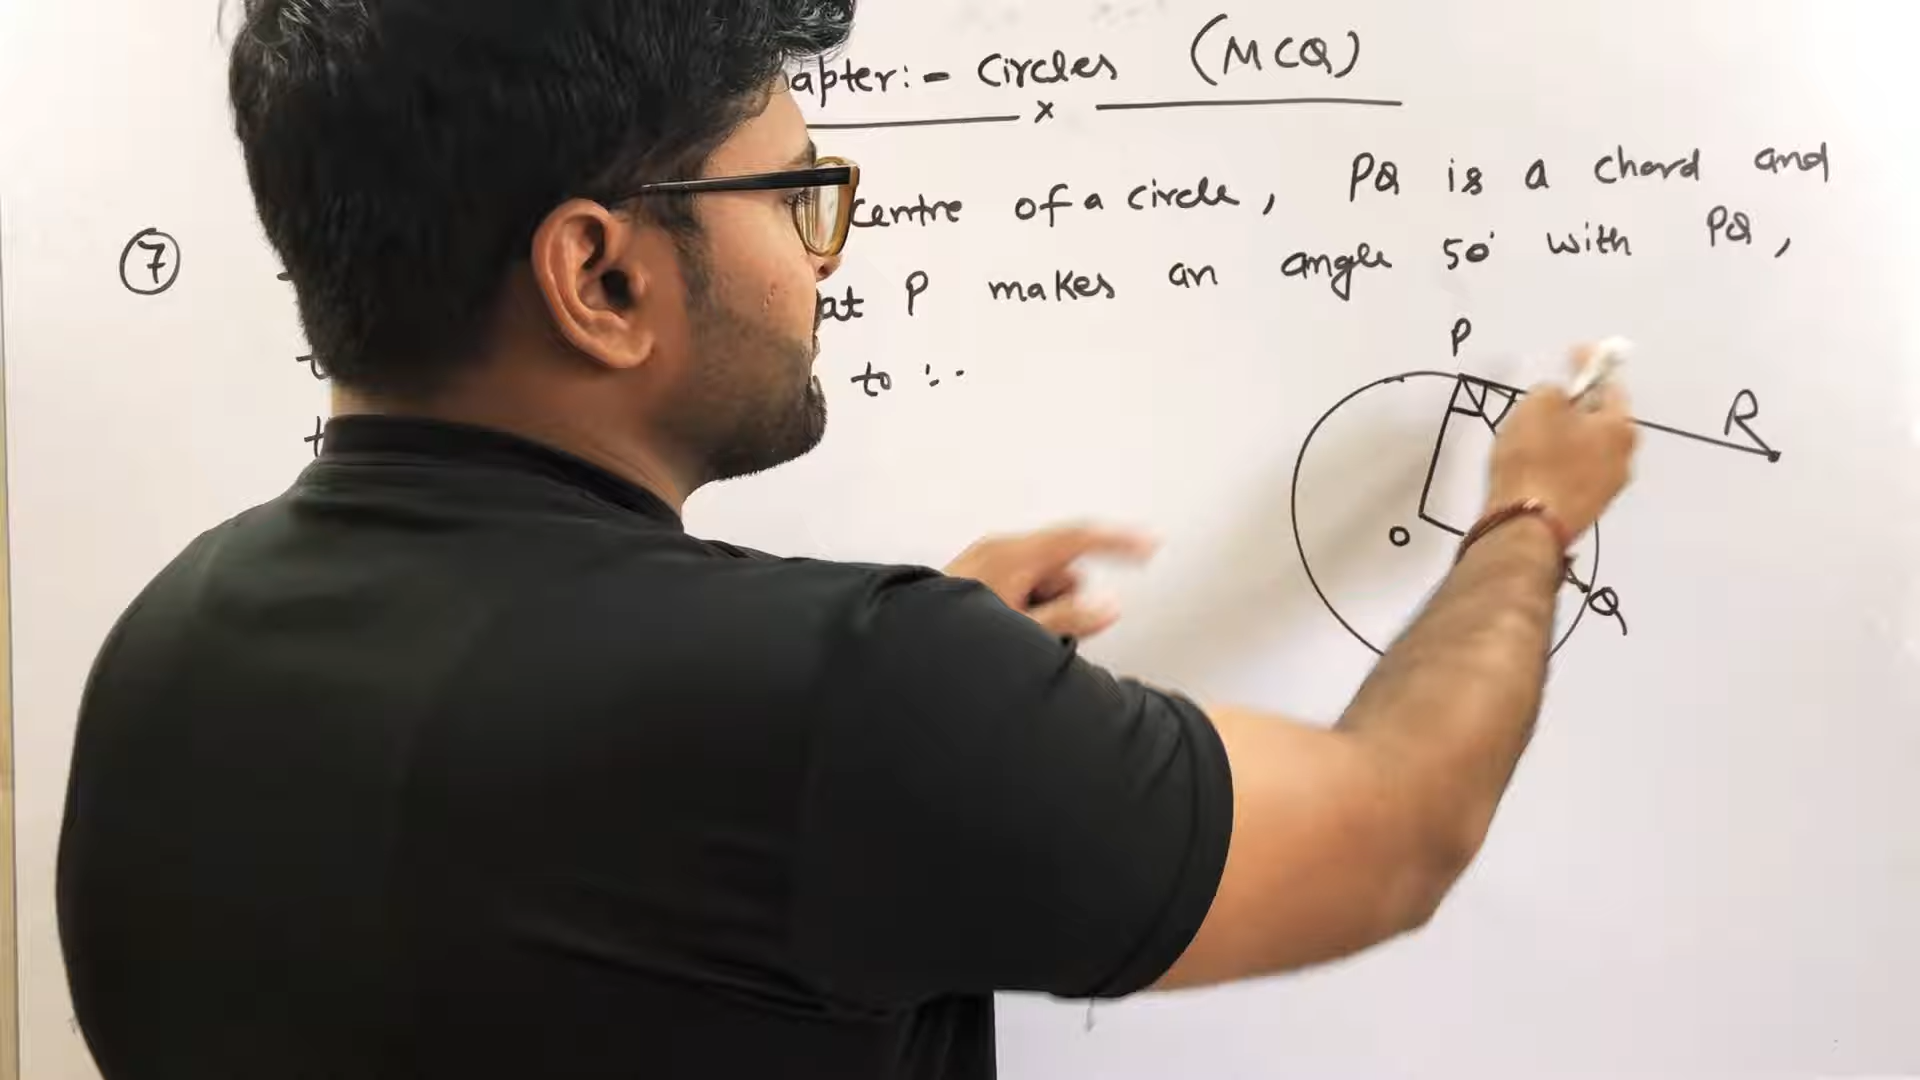 apter:- Circles (MCQ)
x
7
centre of a circle, PQ is a chord and
at P makes an angle 50° with PQ,
to :-
P
R
O
Q